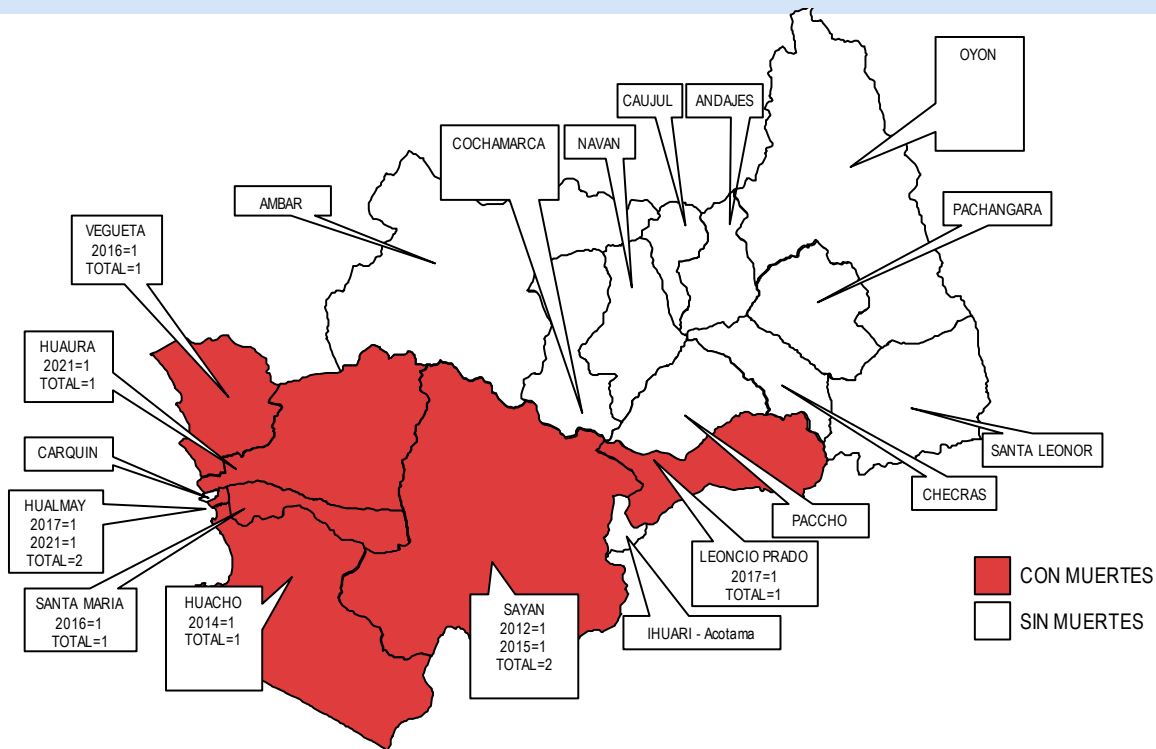 OYON
CAUJUL
ANDAJES
COCHAMARCA
NAVAN
AMBAR
PACHANGARA
VEGUETA
2016=1
TOTAL=1
HUAURA
2021=1
TOTAL=1
CARQUIN
SANTA LEONOR
HUALMAY
2017=1
2021=1
TOTAL=2
CHECRAS
PACCHO
LEONCIO PRADO
2017=1
TOTAL=1
SANTA MARIA
2016=1
TOTAL=1
HUACHO
2014=1
TOTAL=1
SAYAN
2012=1
2015=1
TOTAL=2
IHUARI - Acotama
CON MUERTES
SIN MUERTES